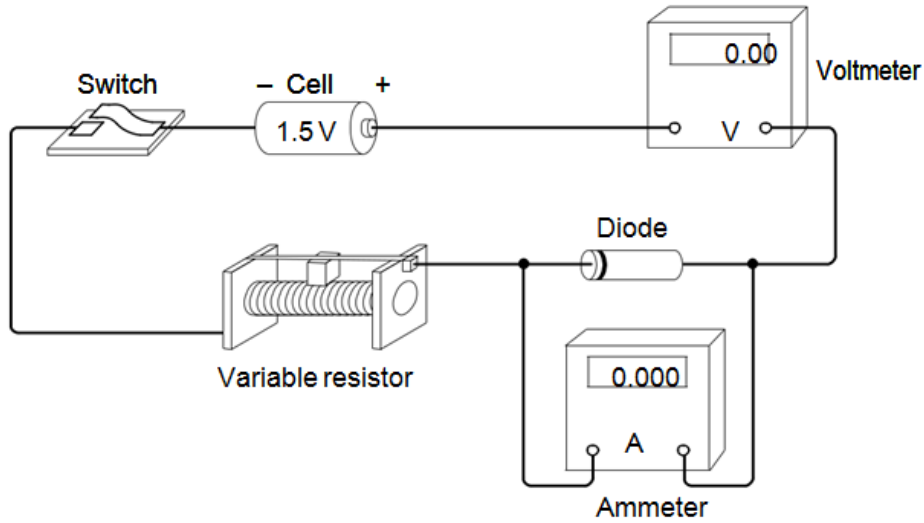 0.00
Voltmeter
Switch
– Cell +
1.5 V
V
Diode
0.000
Variable resistor
A
Ammeter